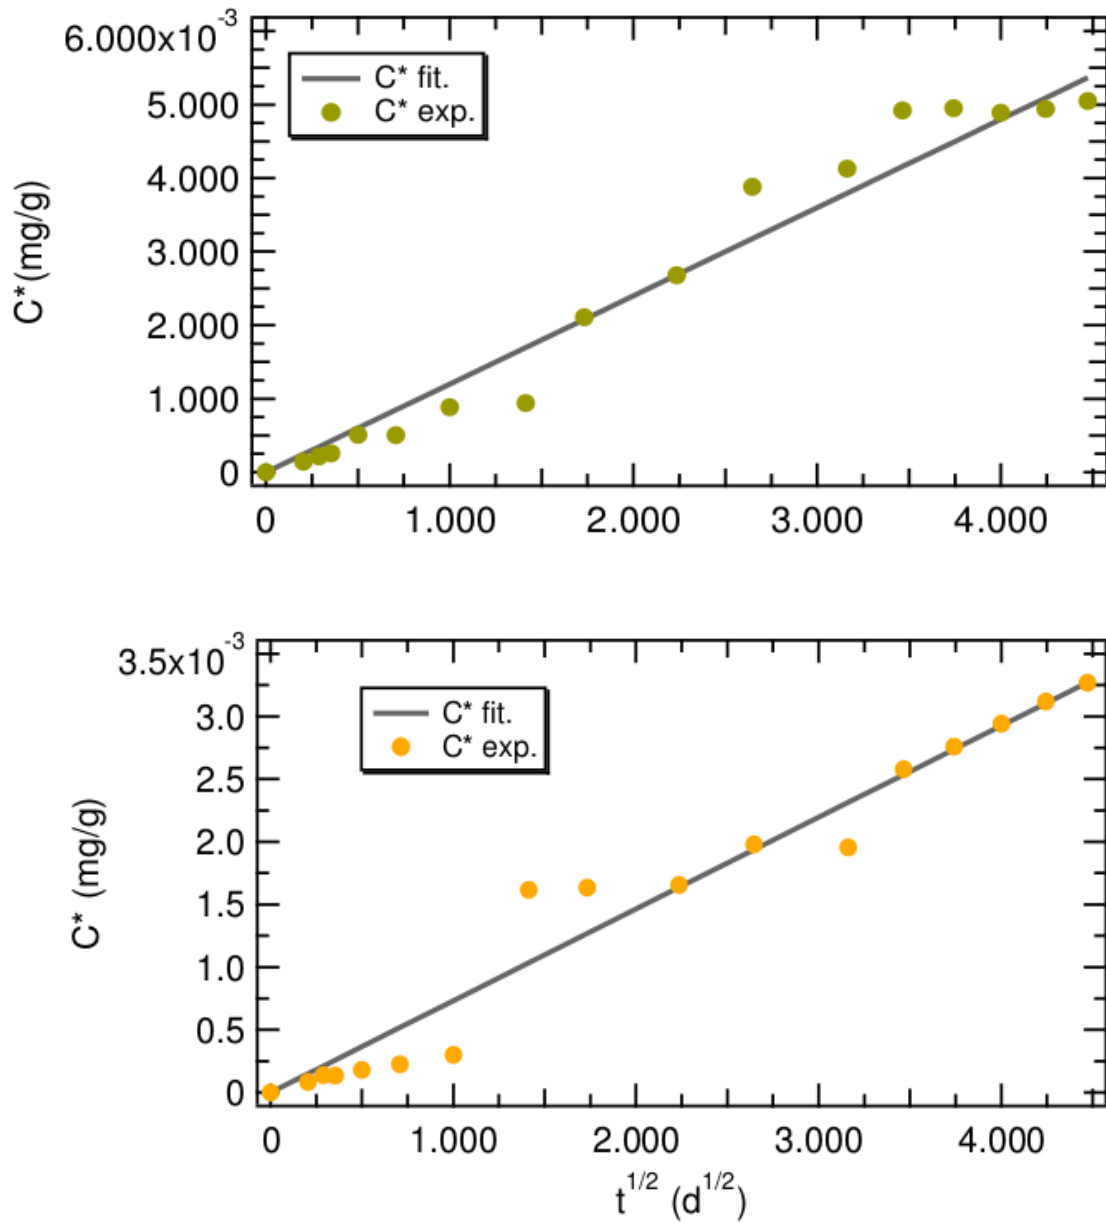 6.000x10-3
C* fit.
C* exp.
5.000
4.000
3.000
2.000
1.000
0
C*(mg/g)
0 1.000 2.000 3.000 4.000
3.5x10-3
C* fit.
C* exp.
3.0
2.5
2.0
1.5
1.0
0.5
0
C* (mg/g)
0 1.000 2.000 3.000 4.000
t1/2 (d1/2)